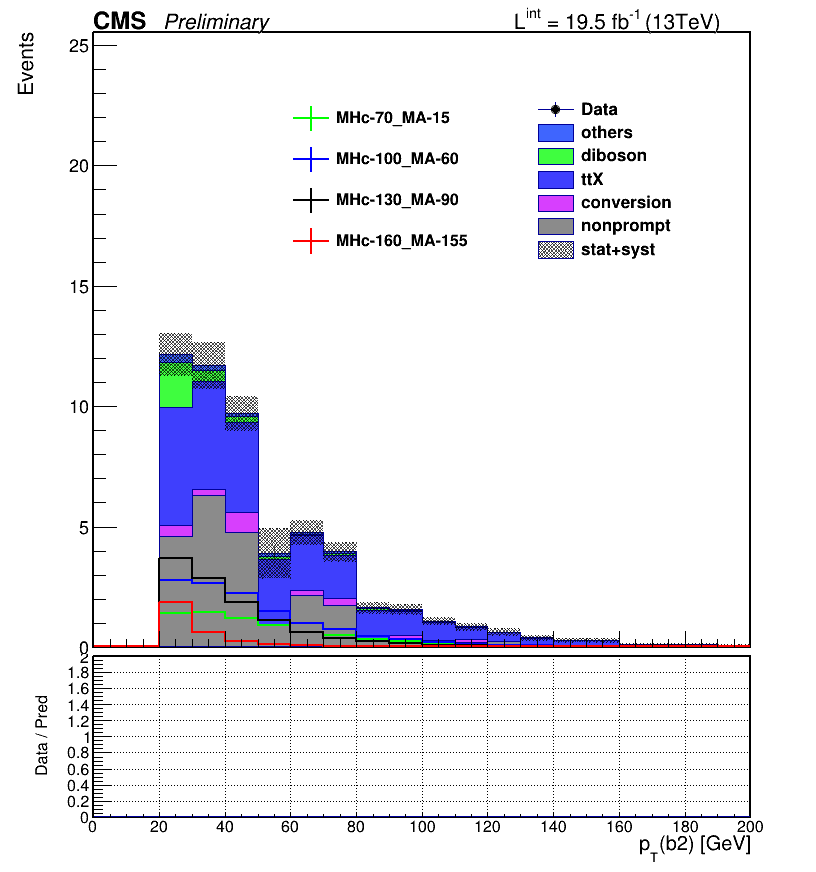 CMS Preliminary L^int = 19.5 fb^-1 (13TeV)
Events
25
20
15
10
5
0
MHc-70_MA-15
MHc-100_MA-60
MHc-130_MA-90
MHc-160_MA-155
Data
others
diboson
ttX
conversion
nonprompt
stat+syst
Data / Pred
2
1.8
1.6
1.4
1.2
1
0.8
0.6
0.4
0.2
0
0 20 40 60 80 100 120 140 160 180 200
p_T(b2) [GeV]